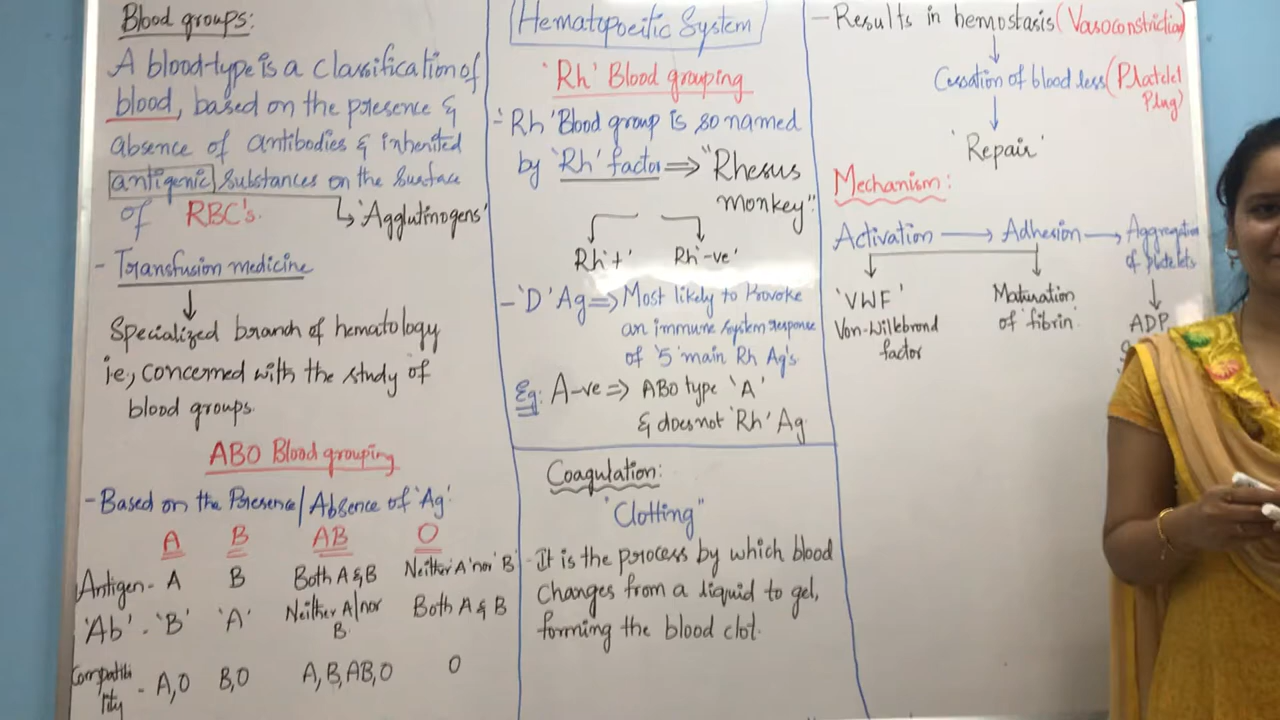 Blood groups:
A blood-type is a classification of
blood, based on the presence &
absence of antibodies & inherited
antigenic substances on the surface
of RBC's. 'Agglutinogens'
- Transfusion medicine
Specialized branch of hematology
ie., concerned with the study of
blood groups.
ABO Blood grouping
- Based on the Presence/Absence of 'Ag'.
A B AB O
Antigen - A B Both A & B Neither 'A' nor 'B'
'Ab' - 'B' 'A' Neither A/nor B. Both A & B
Compatibility - A,O B,O A,B,AB,O O
Hematopoeitic System
'Rh' Blood grouping
- 'Rh' Blood group is so named
by 'Rh' factor ⇒ "Rhesus
monkey".
Rh'+' Rh'-ve'
- 'D' Ag ⇒ Most likely to Provoke
an immune system response
of '5' main Rh Ag's
Eg: A-ve ⇒ ABO type 'A'
& does not 'Rh' Ag
Coagulation:
"Clotting"
- It is the process by which blood
changes from a liquid to gel,
forming the blood clot.
- Results in hemostasis (Vasoconstriction)
Cessation of blood loss (Platelet
Plug)
'Repair'
Mechanism:
Activation → Adhesion → Aggregation
of platelets
'VWF' Maturation ADP
Von-Willebrond of 'fibrin'
factor